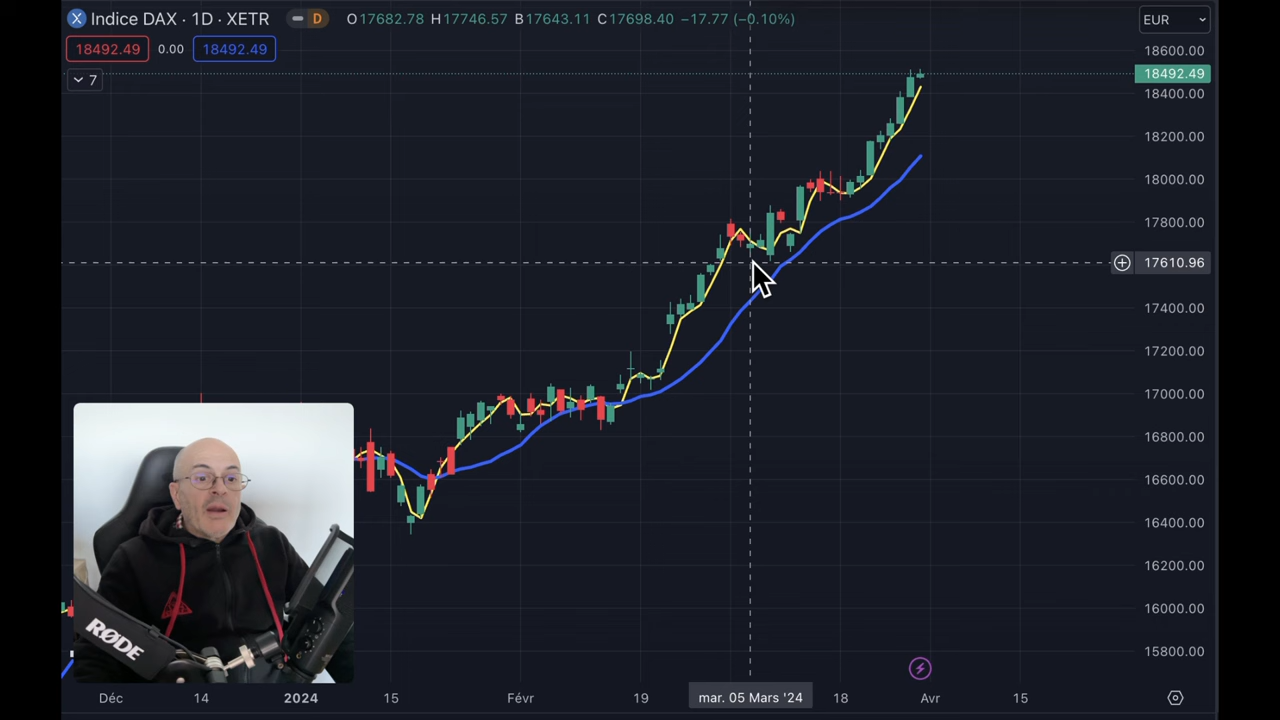 Indice DAX · 1D · XETR
D
O17682.78 H17746.57 B17643.11 C17698.40 −17.77 (−0.10%)
EUR
18492.49 0.00 18492.49
7
18600.00
18492.49
18400.00
18200.00
18000.00
17800.00
17610.96
17400.00
17200.00
17000.00
16800.00
16600.00
16400.00
16200.00
16000.00
15800.00
RØDE
Déc 14 2024 15 Févr 19 mar. 05 Mars '24 18 Avr 15